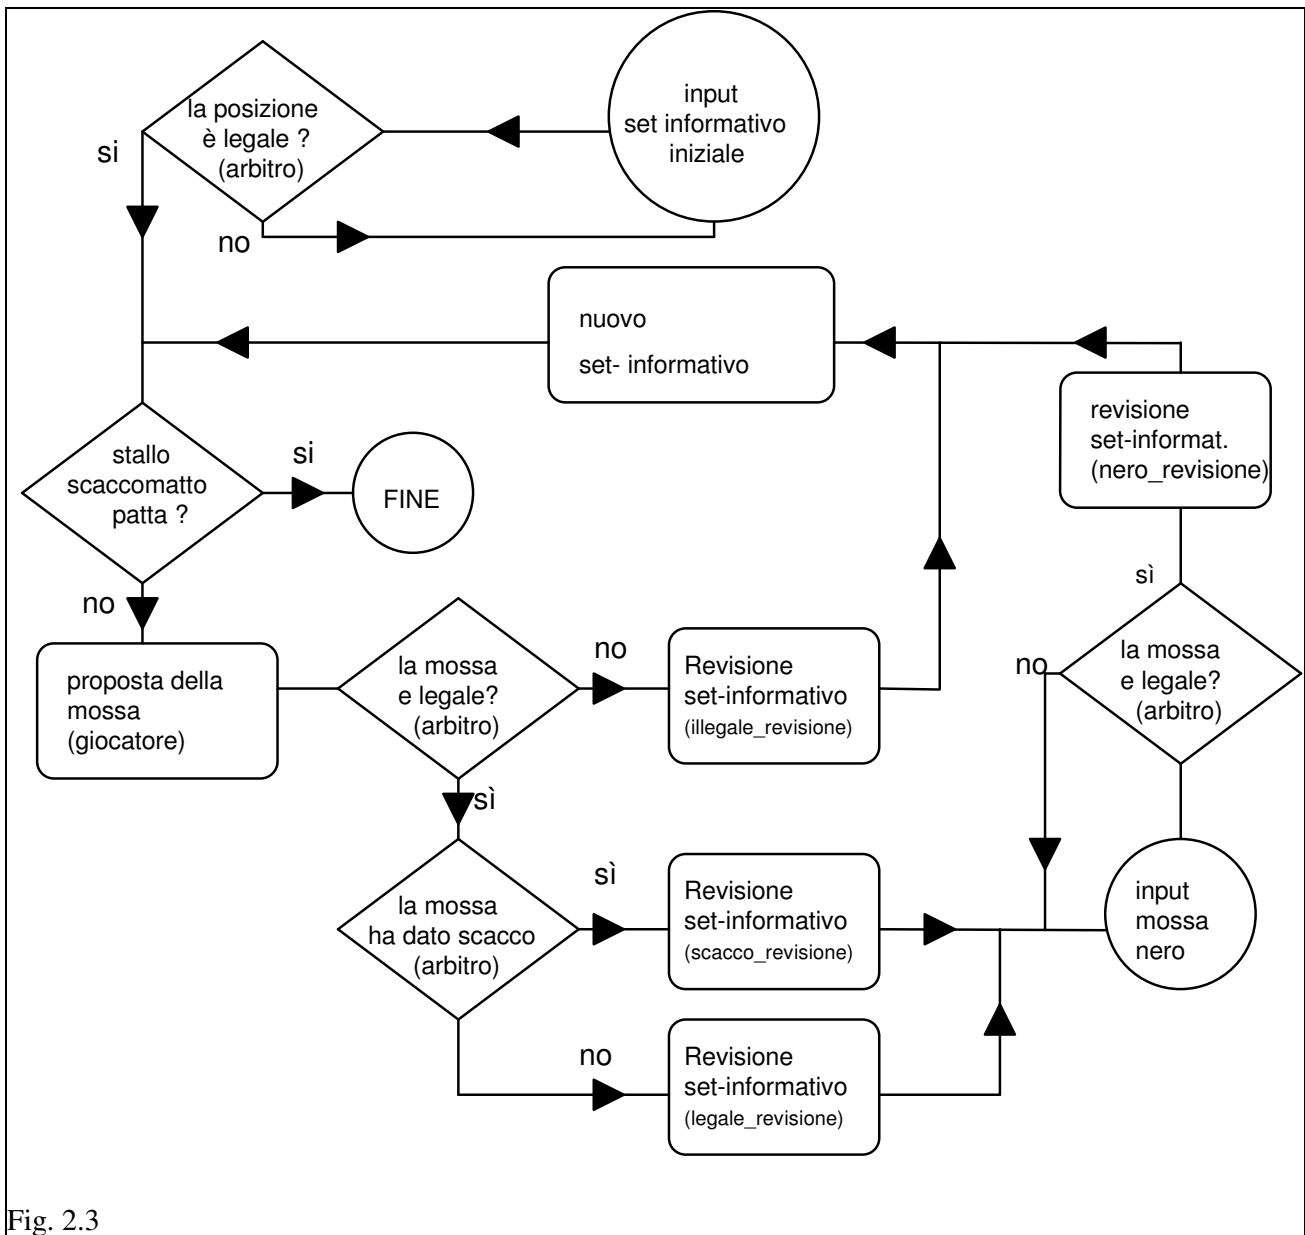 la posizione
è legale ?
(arbitro)
input
set informativo
iniziale
si
no
nuovo
set- informativo
revisione
set-informat.
(nero_revisione)
stallo
scaccomatto
patta ?
si
FINE
no
sì
proposta della
mossa
(giocatore)
la mossa
e legale?
(arbitro)
no
Revisione
set-informativo
(illegale_revisione)
no
la mossa
e legale?
(arbitro)
sì
la mossa
ha dato scacco
(arbitro)
sì
Revisione
set-informativo
(scacco_revisione)
input
mossa
nero
no
Revisione
set-informativo
(legale_revisione)
Fig. 2.3